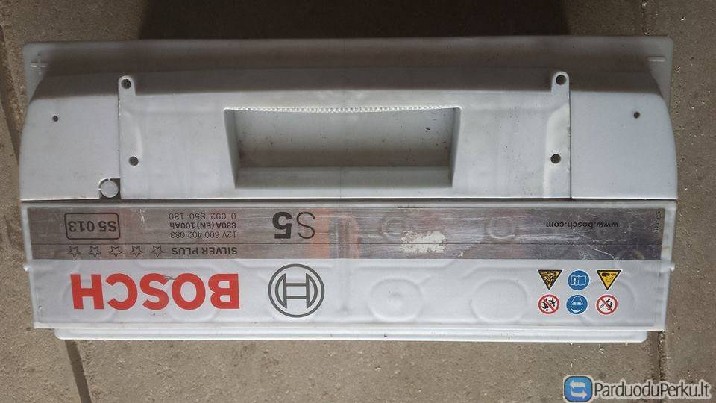 BOSCH
SILVER PLUS
12V 600 402 083
830A (EN) 100Ah
0 092 S50 130
S5
S5 013
www.bosch.com
ParduoduPerku.lt